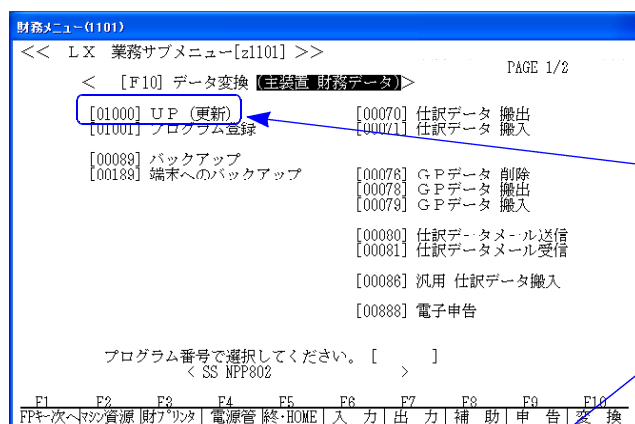 財務メニュー(1101)
<< ＬＸ 業務サブメニュー[z1101] >>
PAGE 1/2
< [F10] データ変換 (主装置 財務データ)>
[01000] ＵＰ（更新） [00070] 仕訳データ 搬出
[01001] プログラム登録 [00071] 仕訳データ 搬入
[00089] バックアップ
[00189] 端末へのバックアップ [00076] ＧＰデータ 削除
[00078] ＧＰデータ 搬出
[00079] ＧＰデータ 搬入
[00080] 仕訳データメール送信
[00081] 仕訳データメール受信
[00086] 汎用 仕訳データ搬入
[00888] 電子申告
プログラム番号で選択してください。 [ ]
< SS NPP802 >
F1 F2 F3 F4 F5 F6 F7 F8 F9 F10
FPキー次へ|マシン資源|財プリンタ|電源管|終・HOME|入 力|出 力|補 助|申 告|変 換